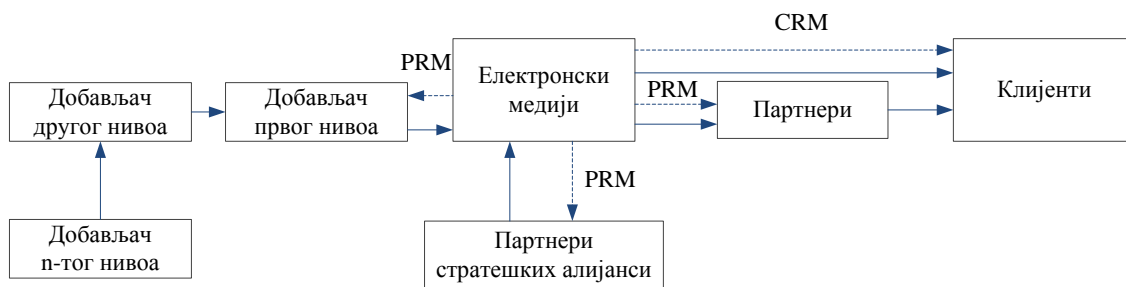 CRM
PRM
Електронски
медији
PRM
Клијенти
Партнери
Добављач
другог нивоа
Добављач
првог нивоа
PRM
Добављач
n-тог нивоа
Партнери
стратешких алијанси